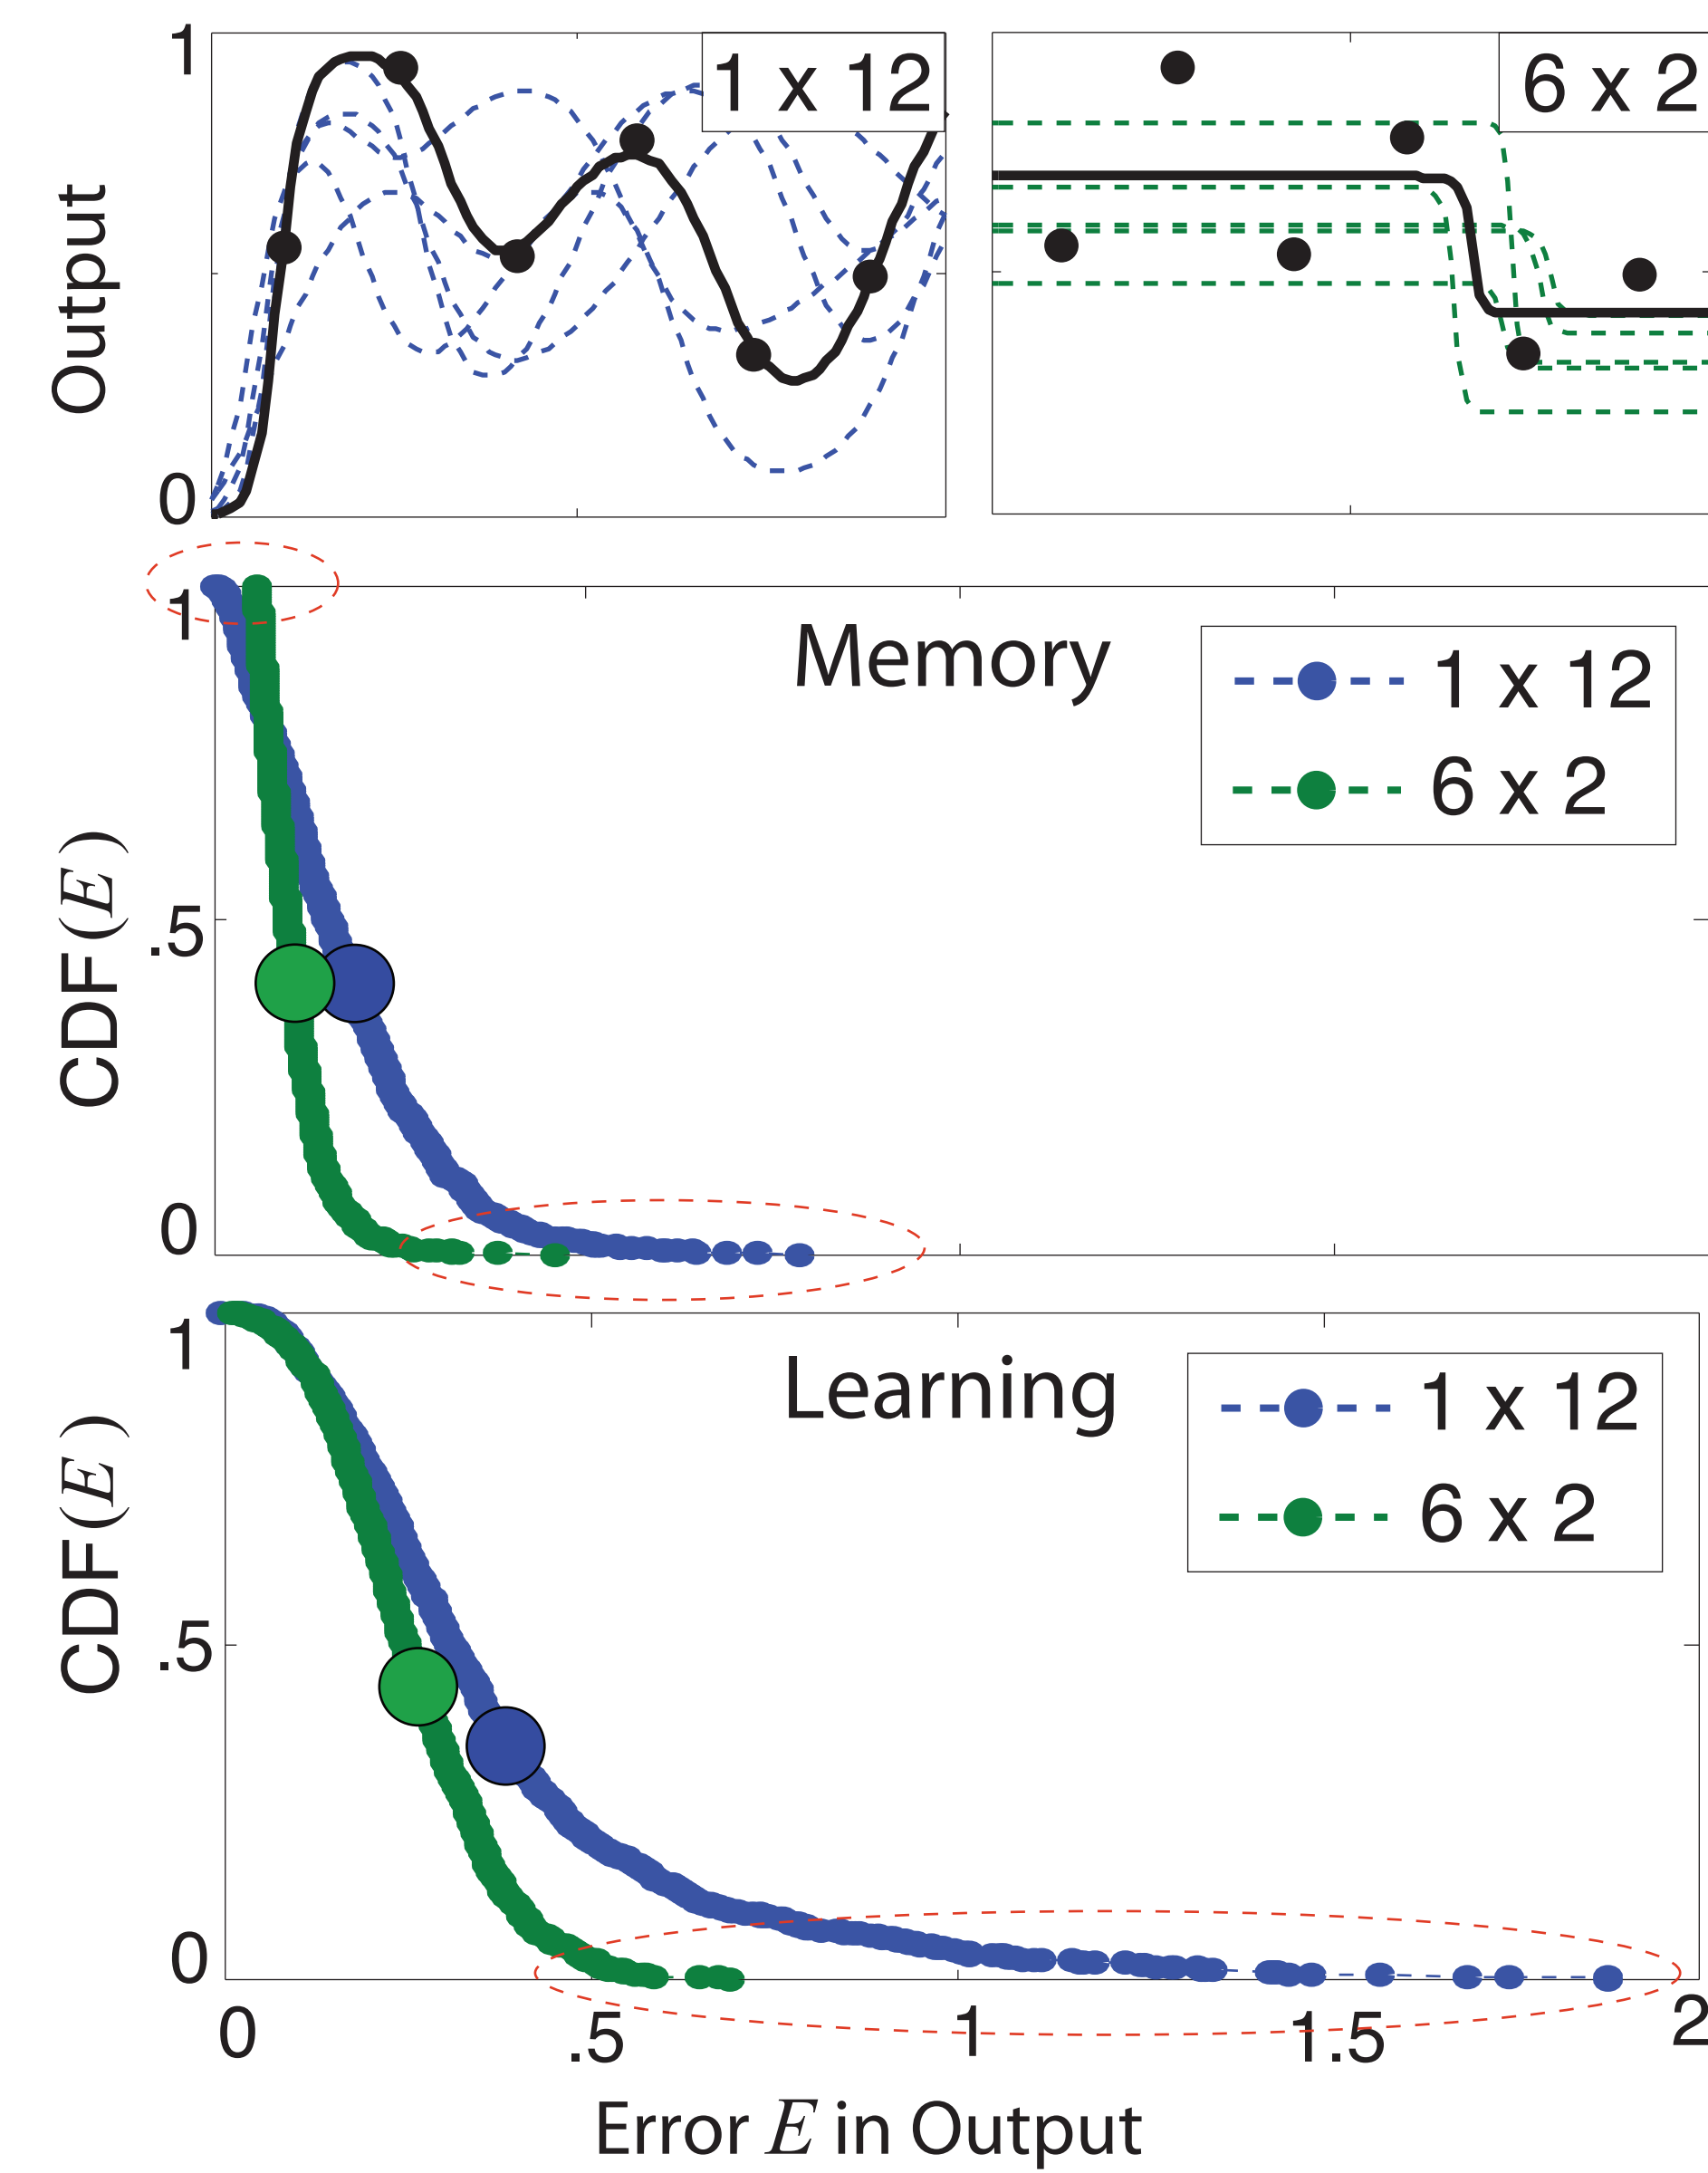 1
Output
0
1 x 12
6 x 2
1
CDF(E)
.5
0
Memory
1 x 12
6 x 2
1
CDF(E)
.5
0
Learning
1 x 12
6 x 2
0 .5 1 1.5 2
Error E in Output